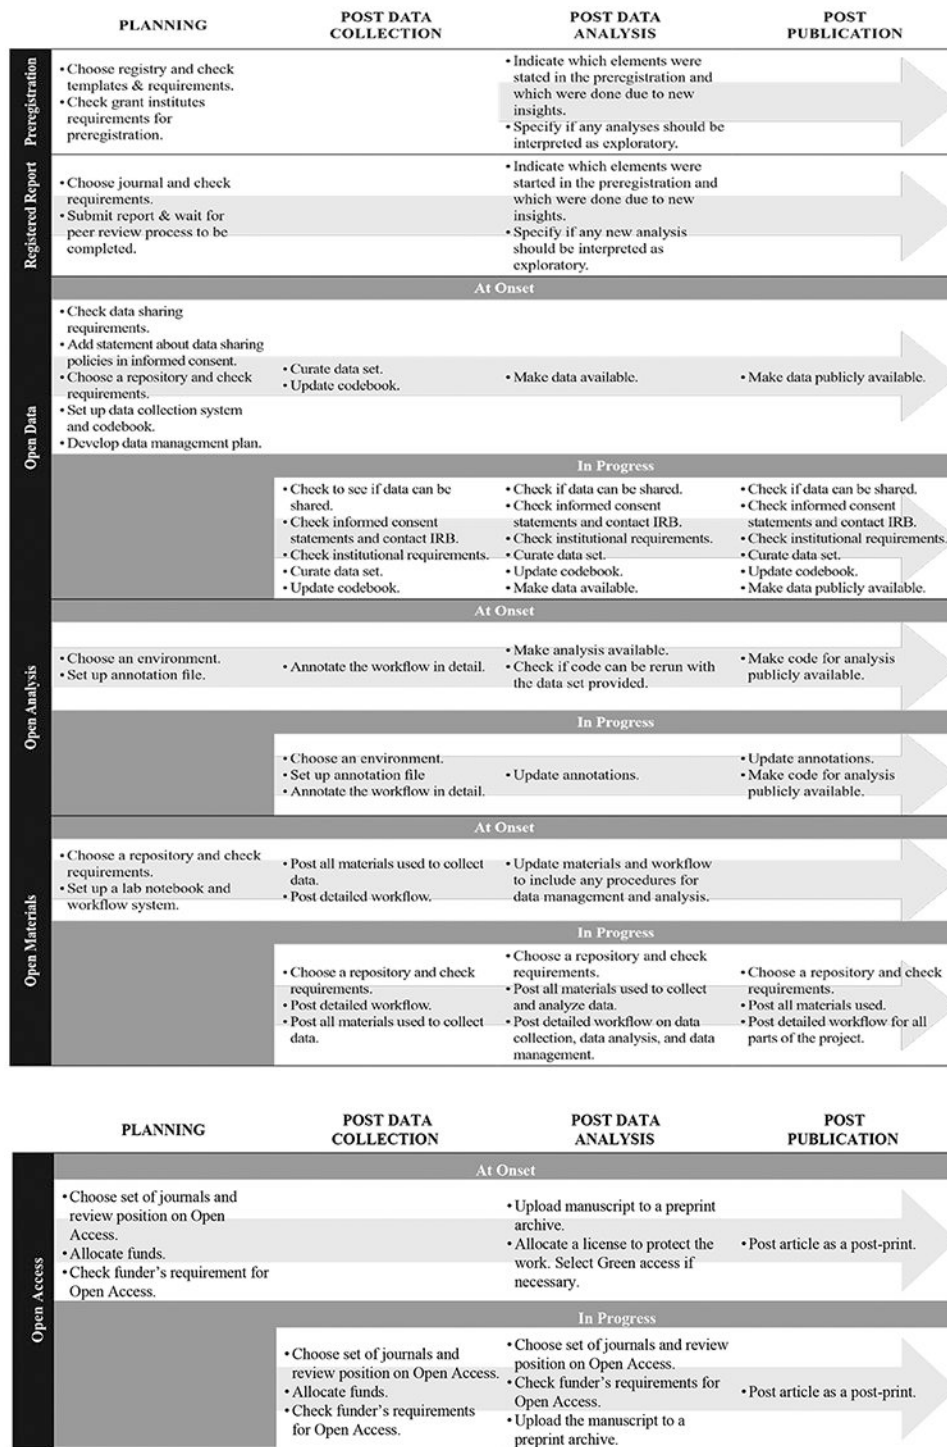 PLANNING
POST DATA
COLLECTION
POST DATA
ANALYSIS
POST
PUBLICATION
Preregistration
• Choose registry and check
templates & requirements.
• Check grant institutes
requirements for
preregistration.
• Indicate which elements were
stated in the preregistration and
which were done due to new
insights.
• Specify if any analyses should be
interpreted as exploratory.
Registered Report
• Choose journal and check
requirements.
• Submit report & wait for
peer review process to be
completed.
• Indicate which elements were
started in the preregistration and
which were done due to new
insights.
• Specify if any new analysis
should be interpreted as
exploratory.
Open Data
At Onset
• Check data sharing
requirements.
• Add statement about data sharing
policies in informed consent.
• Choose a repository and check
requirements.
• Set up data collection system
and codebook.
• Develop data management plan.
• Curate data set.
• Update codebook.
• Make data available.
• Make data publicly available.
In Progress
• Check to see if data can be
shared.
• Check informed consent
statements and contact IRB.
• Check institutional requirements.
• Curate data set.
• Update codebook.
• Check if data can be shared.
• Check informed consent
statements and contact IRB.
• Check institutional requirements.
• Curate data set.
• Update codebook.
• Make data available.
• Check if data can be shared.
• Check informed consent
statements and contact IRB.
• Check institutional requirements.
• Curate data set.
• Update codebook.
• Make data publicly available.
Open Analysis
At Onset
• Choose an environment.
• Set up annotation file.
• Annotate the workflow in detail.
• Make analysis available.
• Check if code can be rerun with
the data set provided.
• Make code for analysis
publicly available.
In Progress
• Choose an environment.
• Set up annotation file
• Annotate the workflow in detail.
• Update annotations.
• Update annotations.
• Make code for analysis
publicly available.
Open Materials
At Onset
• Choose a repository and check
requirements.
• Set up a lab notebook and
workflow system.
• Post all materials used to collect
data.
• Post detailed workflow.
• Update materials and workflow
to include any procedures for
data management and analysis.
In Progress
• Choose a repository and check
requirements.
• Post detailed workflow.
• Post all materials used to collect
data.
• Choose a repository and check
requirements.
• Post all materials used to collect
and analyze data.
• Post detailed workflow on data
collection, data analysis, and data
management.
• Choose a repository and check
requirements.
• Post all materials used.
• Post detailed workflow for all
parts of the project.
PLANNING
POST DATA
COLLECTION
POST DATA
ANALYSIS
POST
PUBLICATION
Open Access
At Onset
• Choose set of journals and
review position on Open
Access.
• Allocate funds.
• Check funder's requirement for
Open Access.
• Upload manuscript to a preprint
archive.
• Allocate a license to protect the
work. Select Green access if
necessary.
• Post article as a post-print.
In Progress
• Choose set of journals and
review position on Open Access.
• Allocate funds.
• Check funder's requirements
for Open Access.
• Choose set of journals and review
position on Open Access.
• Check funder's requirements for
Open Access.
• Upload the manuscript to a
preprint archive.
• Post article as a post-print.